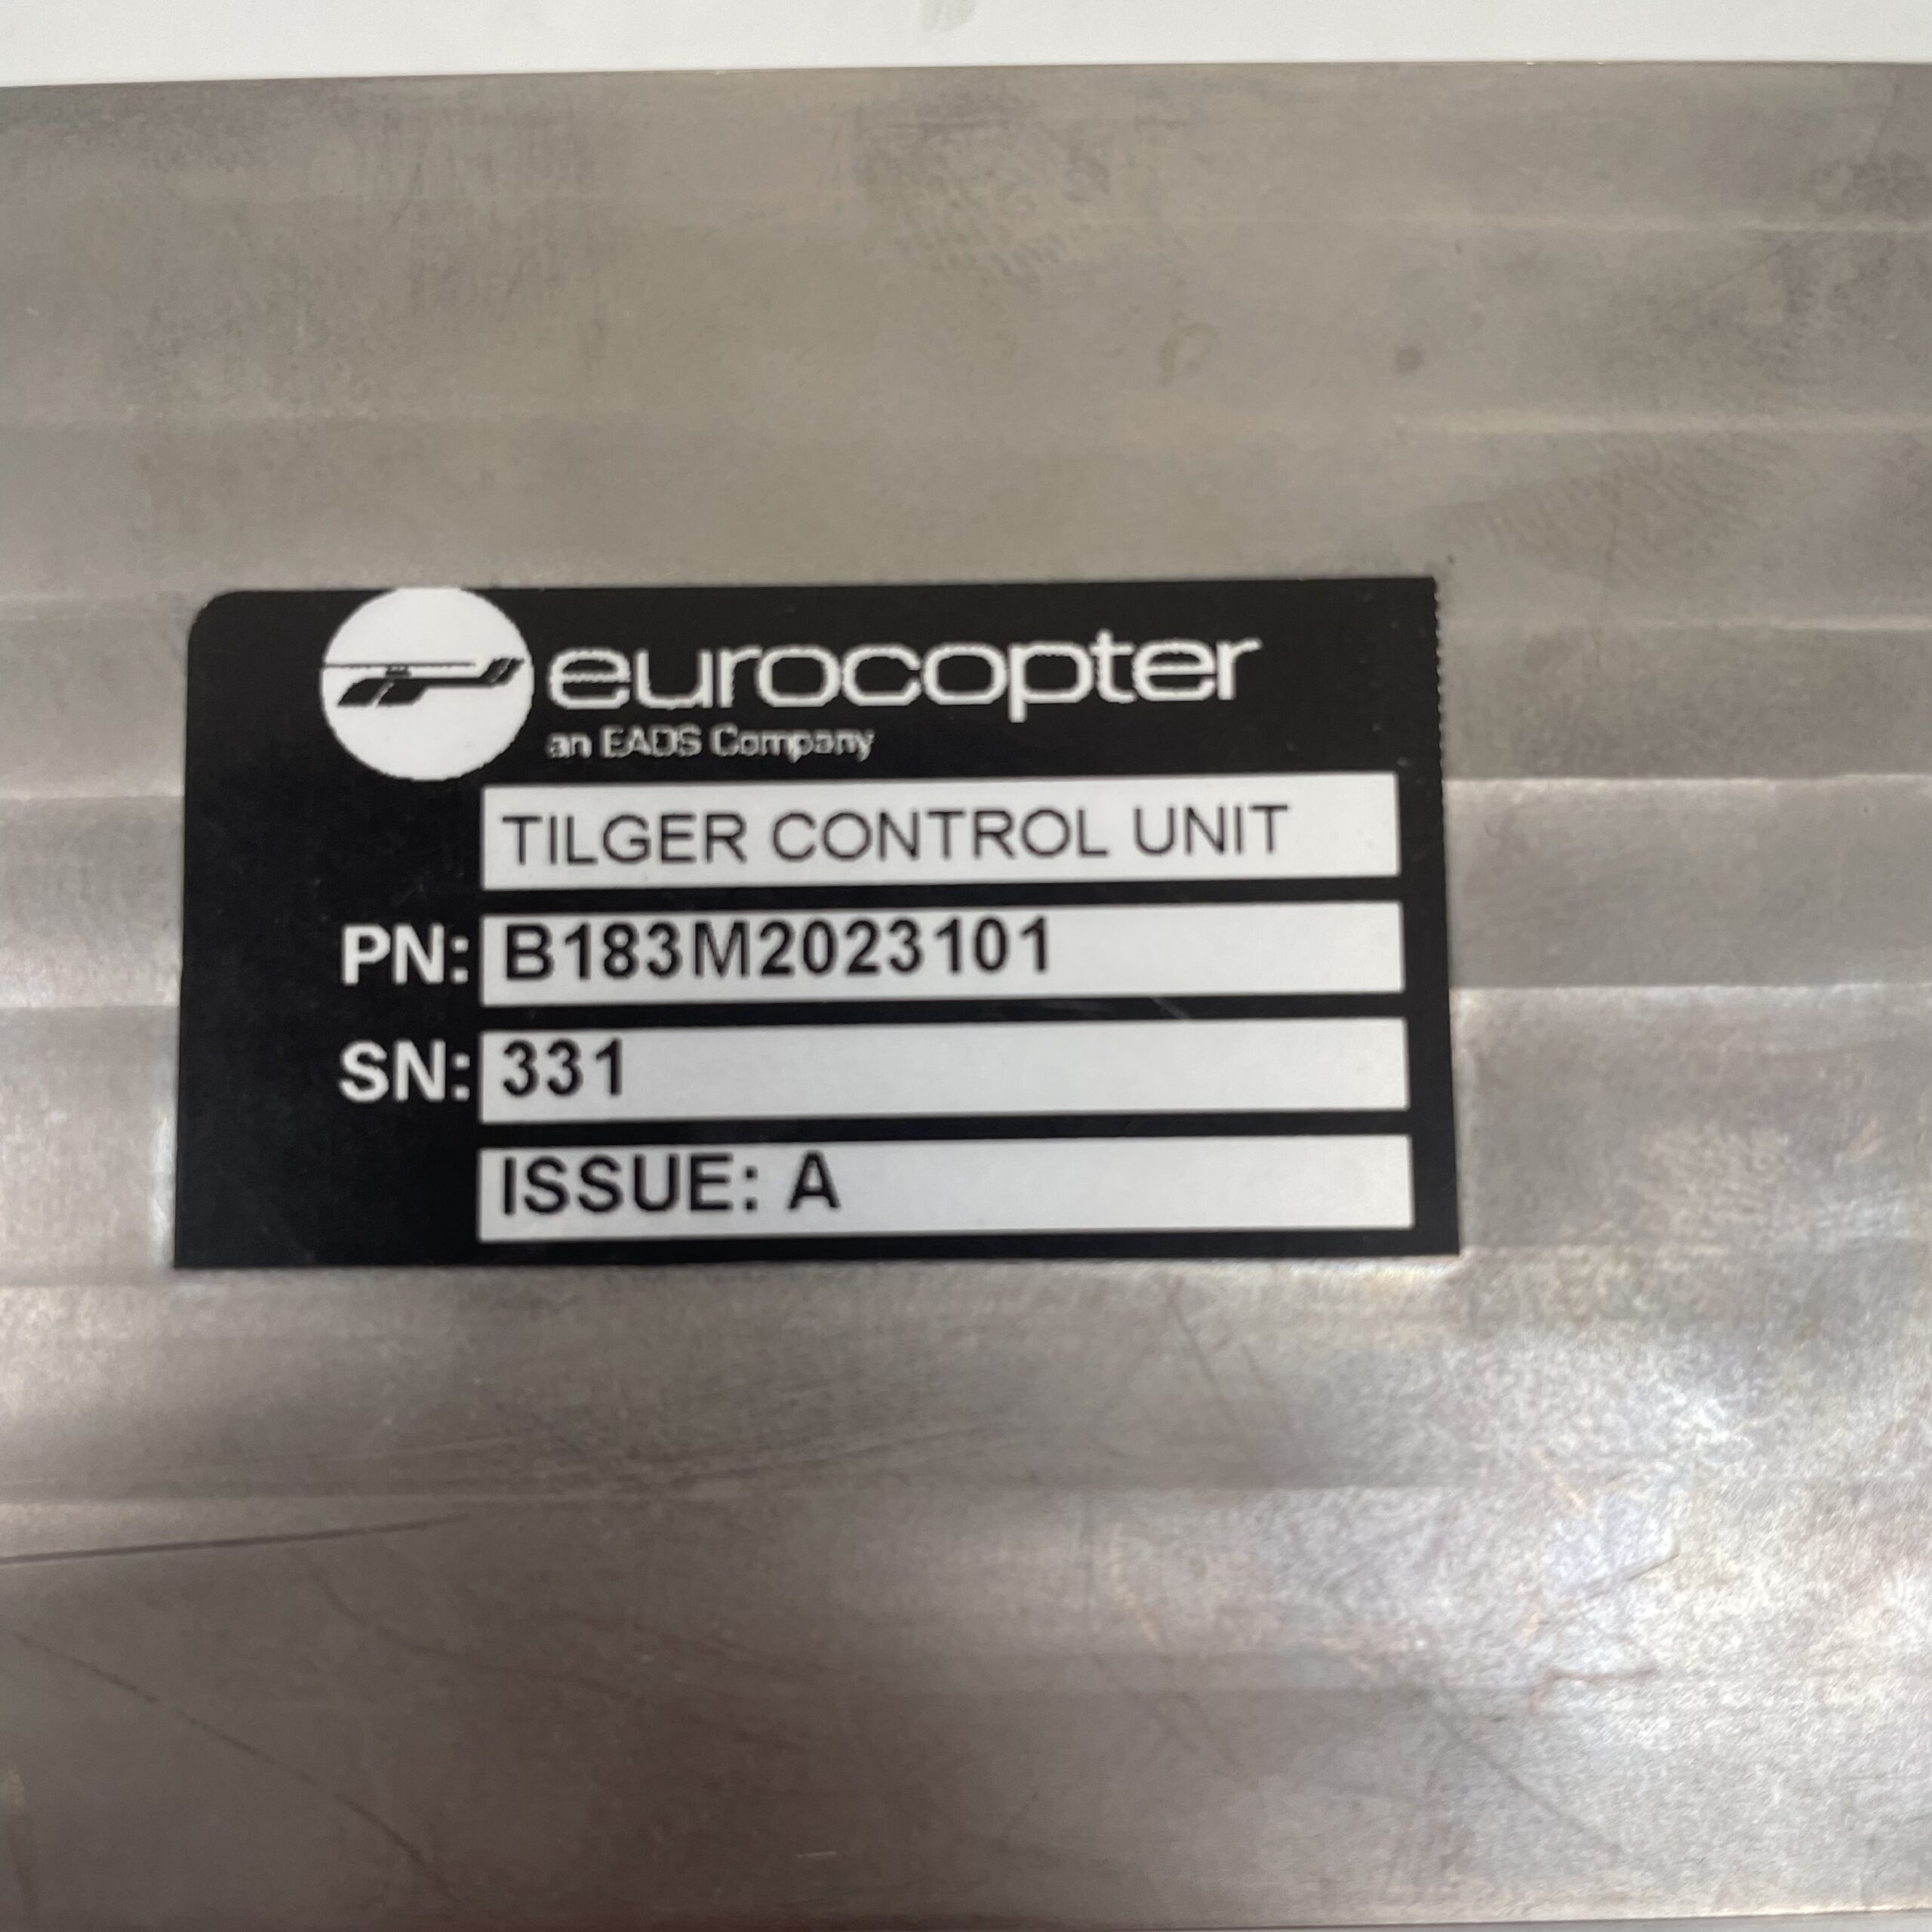 eurocopter
an EADS Company
TILGER CONTROL UNIT
PN: B183M2023101
SN: 331
ISSUE: A